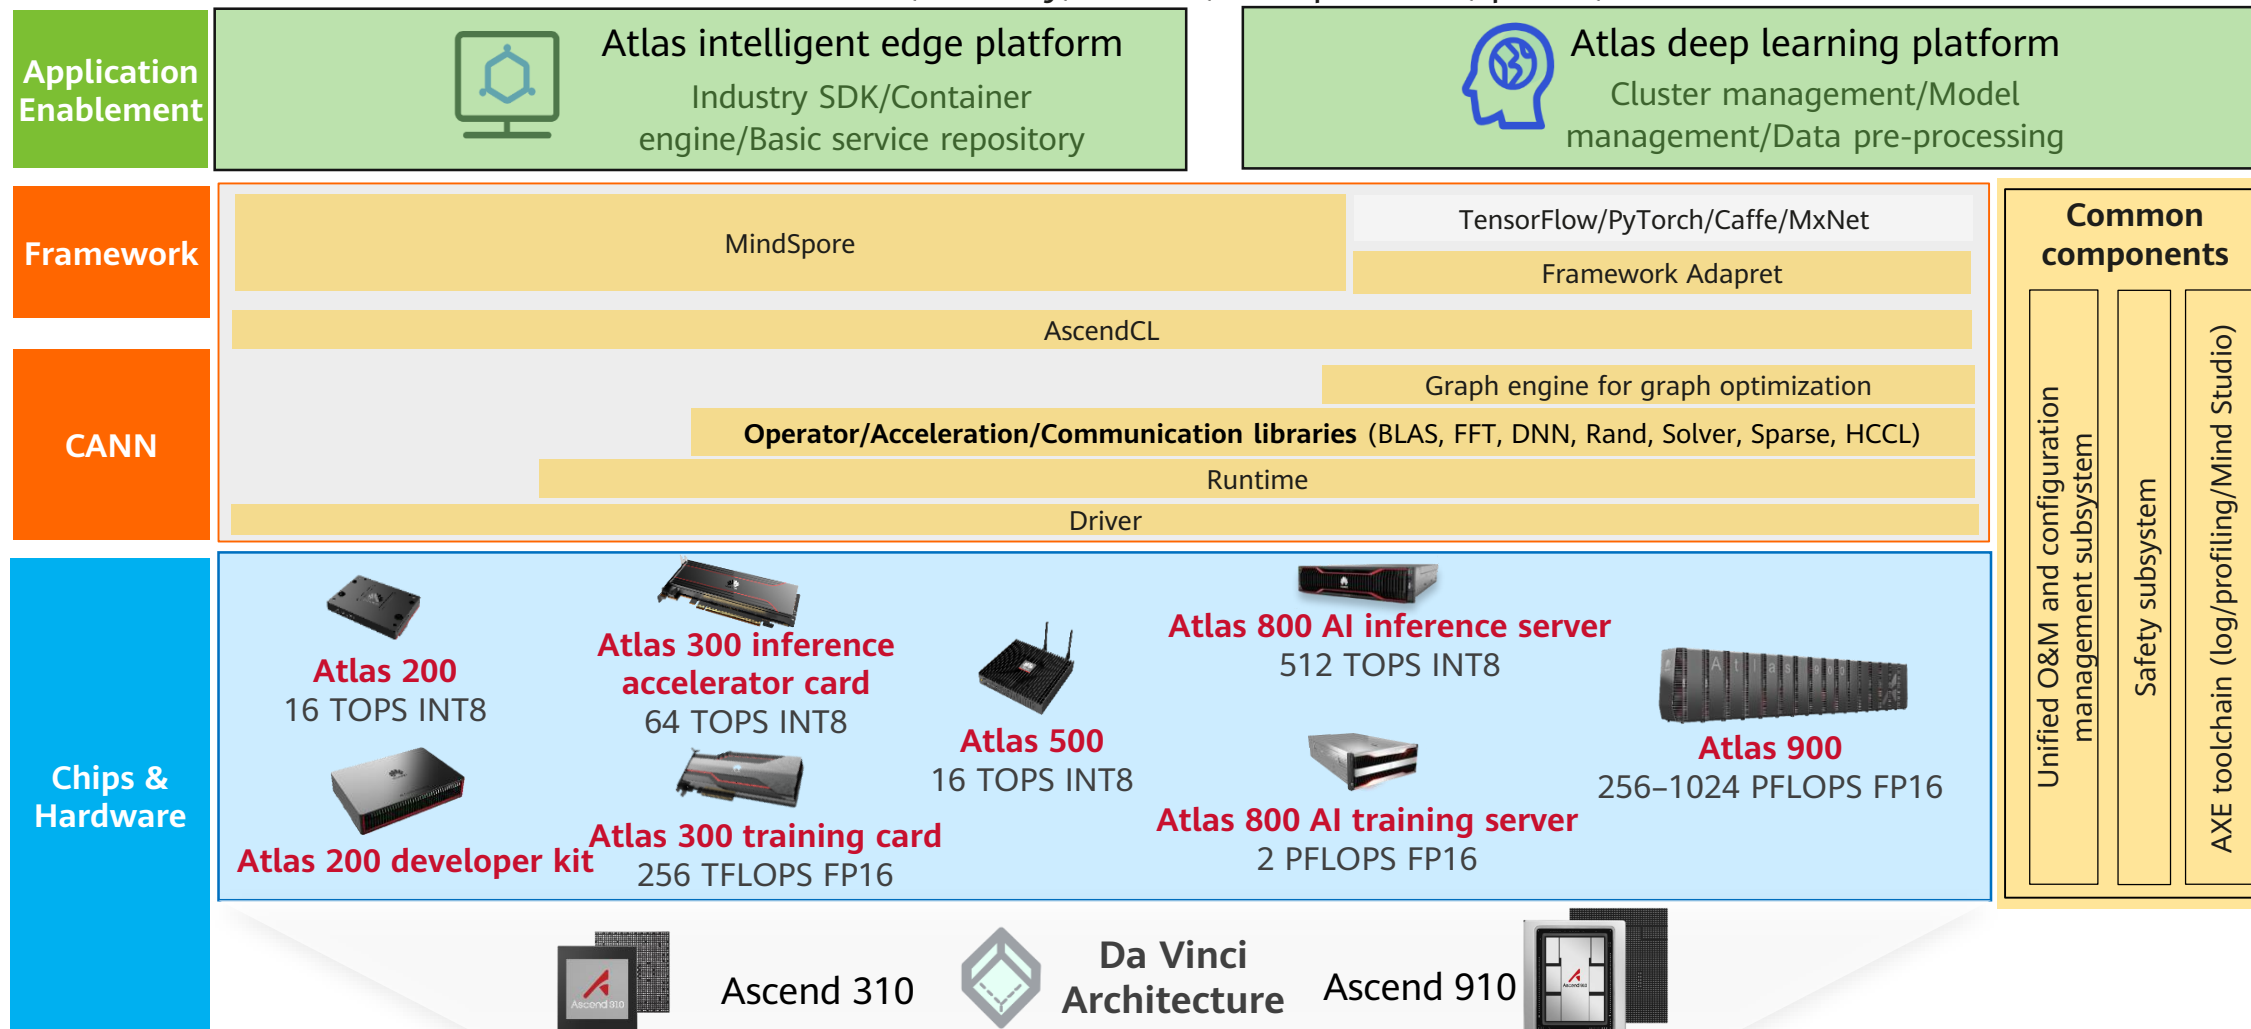 Application
Enablement
Atlas intelligent edge platform
Industry SDK/Container
engine/Basic service repository
Atlas deep learning platform
Cluster management/Model
management/Data pre-processing
Framework
MindSpore
TensorFlow/PyTorch/Caffe/MxNet
Framework Adapret
AscendCL
CANN
Graph engine for graph optimization
Operator/Acceleration/Communication libraries (BLAS, FFT, DNN, Rand, Solver, Sparse, HCCL)
Runtime
Driver
Common
components
Unified O&M and configuration
management subsystem
Safety subsystem
AXE toolchain (log/profiling/Mind Studio)
Chips &
Hardware
Atlas 200
16 TOPS INT8
Atlas 300 inference
accelerator card
64 TOPS INT8
Atlas 500
16 TOPS INT8
Atlas 800 AI inference server
512 TOPS INT8
Atlas 900
Atlas 900
256–1024 PFLOPS FP16
Atlas 200 developer kit
Atlas 300 training card
256 TFLOPS FP16
Atlas 800 AI training server
2 PFLOPS FP16
Ascend 310
Ascend 310
Da Vinci
Architecture
Ascend 910
Ascend 910